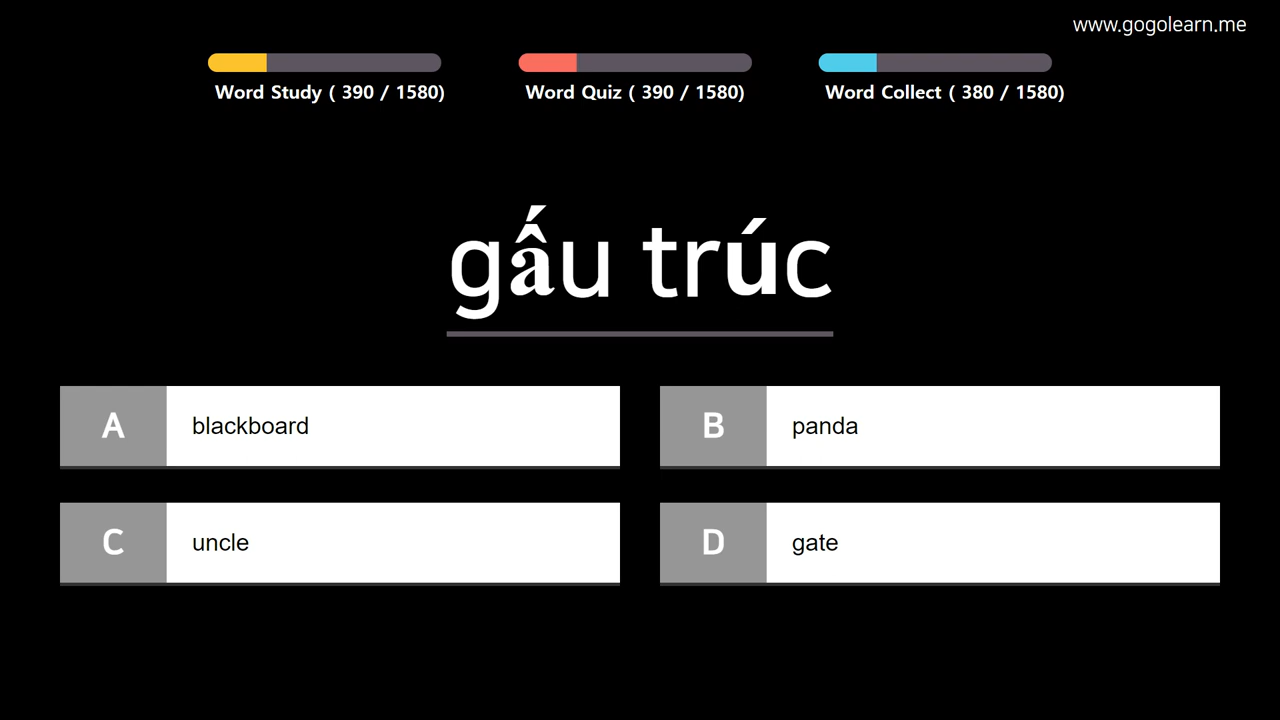 www.gogolearn.me
Word Study ( 390 / 1580)
Word Quiz ( 390 / 1580)
Word Collect ( 380 / 1580)
gấu trúc
A blackboard
B panda
C uncle
D gate